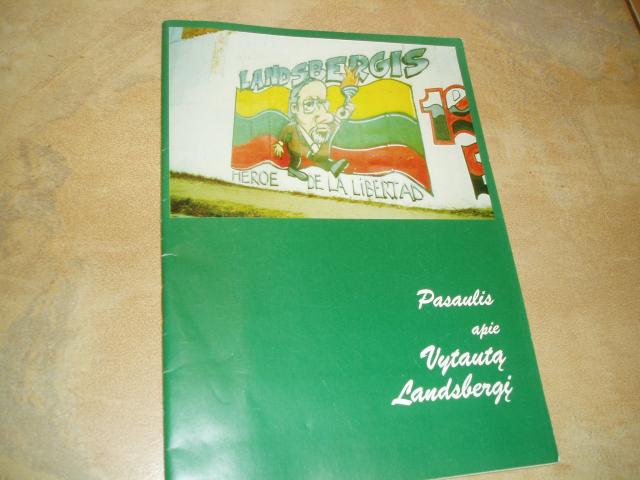 LANDSBERGIS
HEROE DE LA LIBERTAD
Pasaulis
apie
Vytautą
Landsbergį